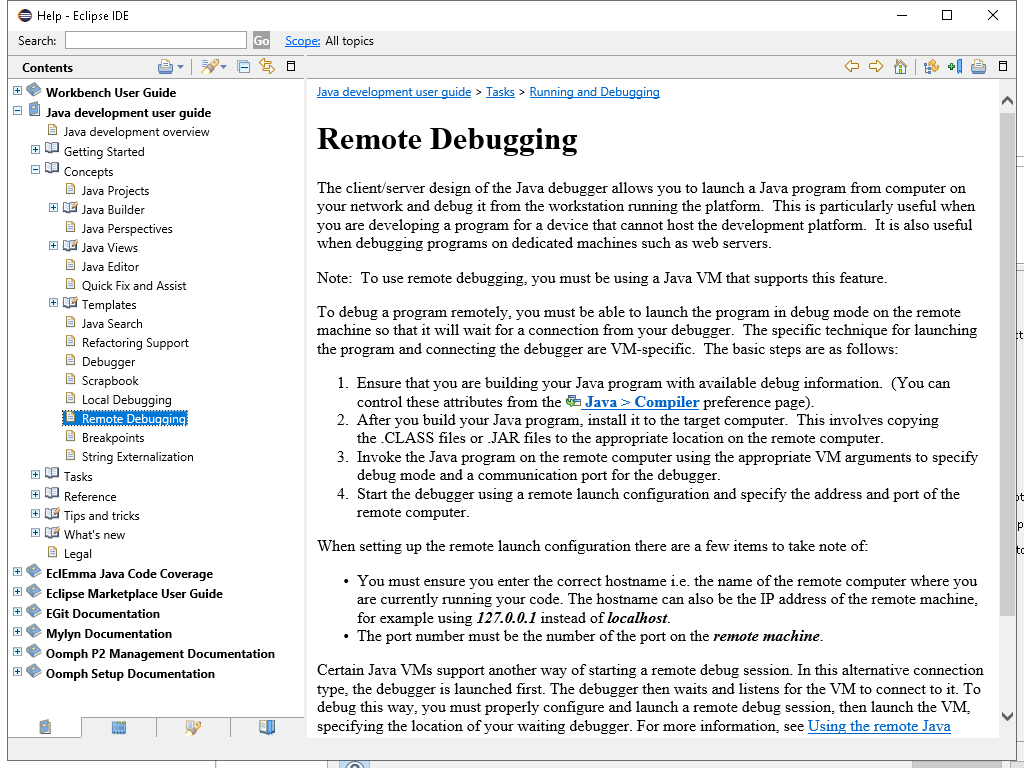 Help - Eclipse IDE
Search:
Go
Scope: All topics
Contents
Workbench User Guide
Java development user guide
Java development overview
Getting Started
Concepts
Java Projects
Java Builder
Java Perspectives
Java Views
Java Editor
Quick Fix and Assist
Templates
Java Search
Refactoring Support
Debugger
Scrapbook
Local Debugging
Remote Debugging
Breakpoints
String Externalization
Tasks
Reference
Tips and tricks
What's new
Legal
EclEmma Java Code Coverage
Eclipse Marketplace User Guide
EGit Documentation
Mylyn Documentation
Oomph P2 Management Documentation
Oomph Setup Documentation
Java development user guide > Tasks > Running and Debugging
Remote Debugging
The client/server design of the Java debugger allows you to launch a Java program from computer on
your network and debug it from the workstation running the platform.  This is particularly useful when
you are developing a program for a device that cannot host the development platform.  It is also useful
when debugging programs on dedicated machines such as web servers.
Note:  To use remote debugging, you must be using a Java VM that supports this feature.
To debug a program remotely, you must be able to launch the program in debug mode on the remote
machine so that it will wait for a connection from your debugger.  The specific technique for launching
the program and connecting the debugger are VM-specific.  The basic steps are as follows:
1. Ensure that you are building your Java program with available debug information.  (You can
control these attributes from the Java > Compiler preference page).
2. After you build your Java program, install it to the target computer.  This involves copying
the .CLASS files or .JAR files to the appropriate location on the remote computer.
3. Invoke the Java program on the remote computer using the appropriate VM arguments to specify
debug mode and a communication port for the debugger.
4. Start the debugger using a remote launch configuration and specify the address and port of the
remote computer.
When setting up the remote launch configuration there are a few items to take note of:
• You must ensure you enter the correct hostname i.e. the name of the remote computer where you
are currently running your code. The hostname can also be the IP address of the remote machine,
for example using 127.0.0.1 instead of localhost.
• The port number must be the number of the port on the remote machine.
Certain Java VMs support another way of starting a remote debug session. In this alternative connection
type, the debugger is launched first. The debugger then waits and listens for the VM to connect to it. To
debug this way, you must properly configure and launch a remote debug session, then launch the VM,
specifying the location of your waiting debugger. For more information, see Using the remote Java